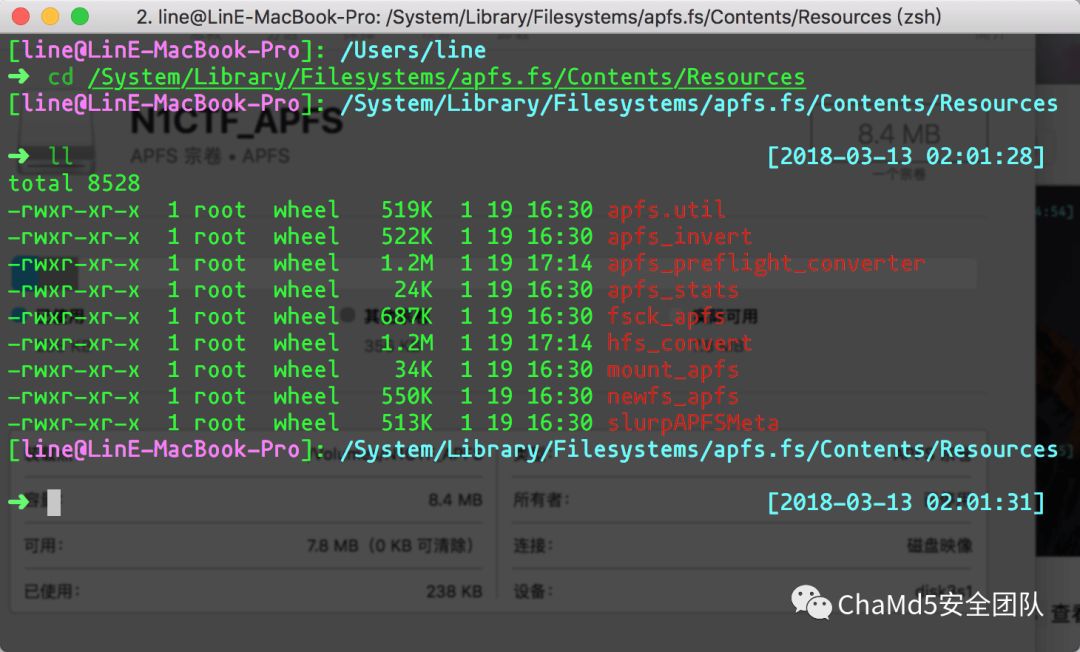 2. line@LinE-MacBook-Pro: /System/Library/Filesystems/apfs.fs/Contents/Resources (zsh)
[line@LinE-MacBook-Pro]: /Users/line
➜ cd /System/Library/Filesystems/apfs.fs/Contents/Resources
[line@LinE-MacBook-Pro]: /System/Library/Filesystems/apfs.fs/Contents/Resources
N1CTF_APFS
8.4 MB
➜ ll [2018-03-13 02:01:28]
APFS 宗卷 • APFS
一个宗卷
total 8528
-rwxr-xr-x 1 root wheel 519K 1 19 16:30 apfs.util
4:54]
-rwxr-xr-x 1 root wheel 522K 1 19 16:30 apfs_invert
-rwxr-xr-x 1 root wheel 1.2M 1 19 17:14 apfs_preflight_converter
-rwxr-xr-x 1 root wheel 24K 1 19 16:30 apfs_stats
-rwxr-xr-x 1 root wheel 687K 1 19 16:30 fsck_apfs
可用
-rwxr-xr-x 1 root wheel 1.2M 1 19 17:14 hfs_convert
-rwxr-xr-x 1 root wheel 34K 1 19 16:30 mount_apfs
-rwxr-xr-x 1 root wheel 550K 1 19 16:30 newfs_apfs
-rwxr-xr-x 1 root wheel 513K 1 19 16:30 slurpAPFSMeta
[line@LinE-MacBook-Pro]: /System/Library/Filesystems/apfs.fs/Contents/Resources
➜ [2018-03-13 02:01:31]
8.4 MB 所有者:
可用: 7.8 MB（0 KB 可清除） 连接: 磁盘映像
已使用: 238 KB 设备: disk3s1
ChaMd5安全团队
查看